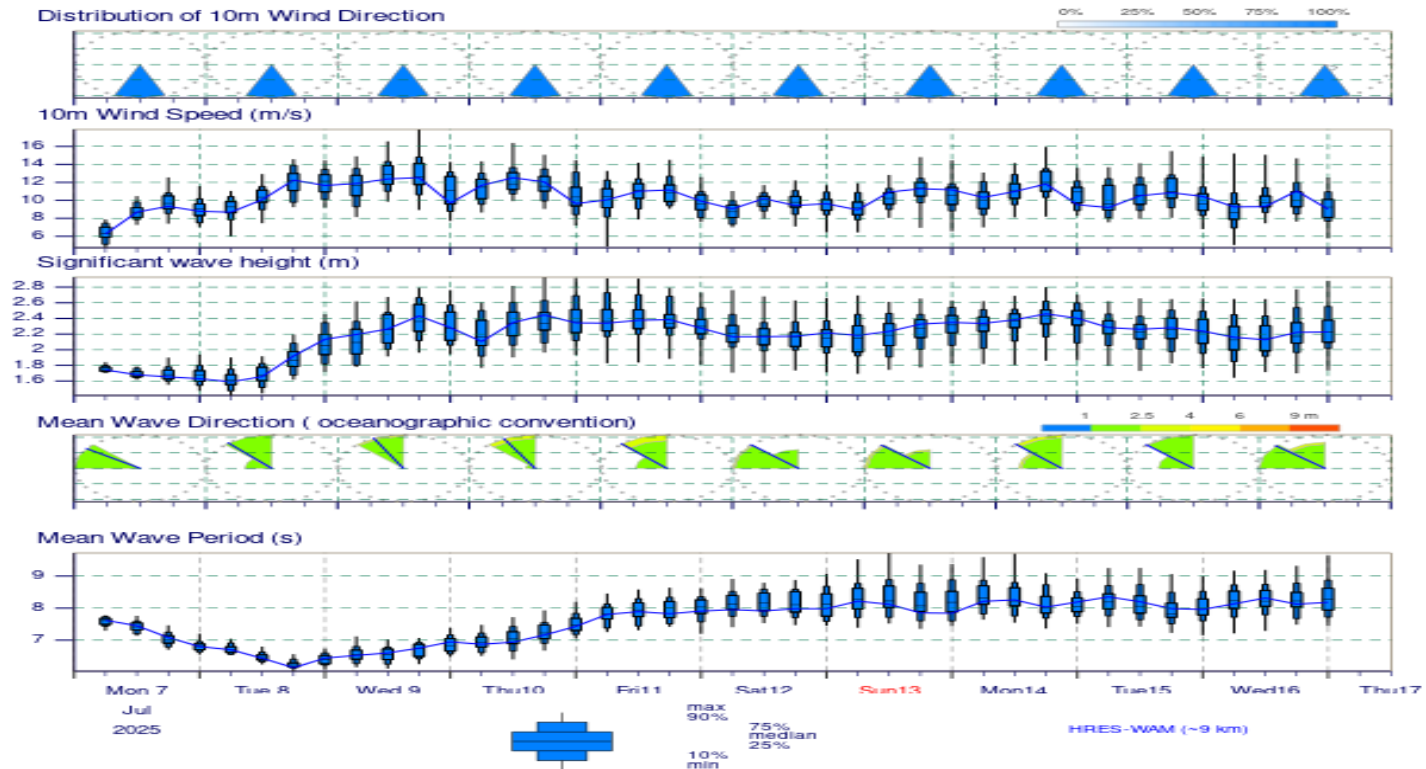 Distribution of 10m Wind Direction
0% 25% 50% 75% 100%
10m Wind Speed (m/s)
16
14
12
10
8
6
Significant wave height (m)
2.8
2.6
2.4
2.2
2
1.8
1.6
Mean Wave Direction ( oceanographic convention)
1 2.5 4 6 9 m
Mean Wave Period (s)
9
8
7
Mon 7 Tue 8 Wed 9 Thu10 Fri11 Sat12 Sun13 Mon14 Tue15 Wed16 Thu17
Jul
2025
max
90%
75%
median
25%
10%
min
HRES-WAM (~9 km)